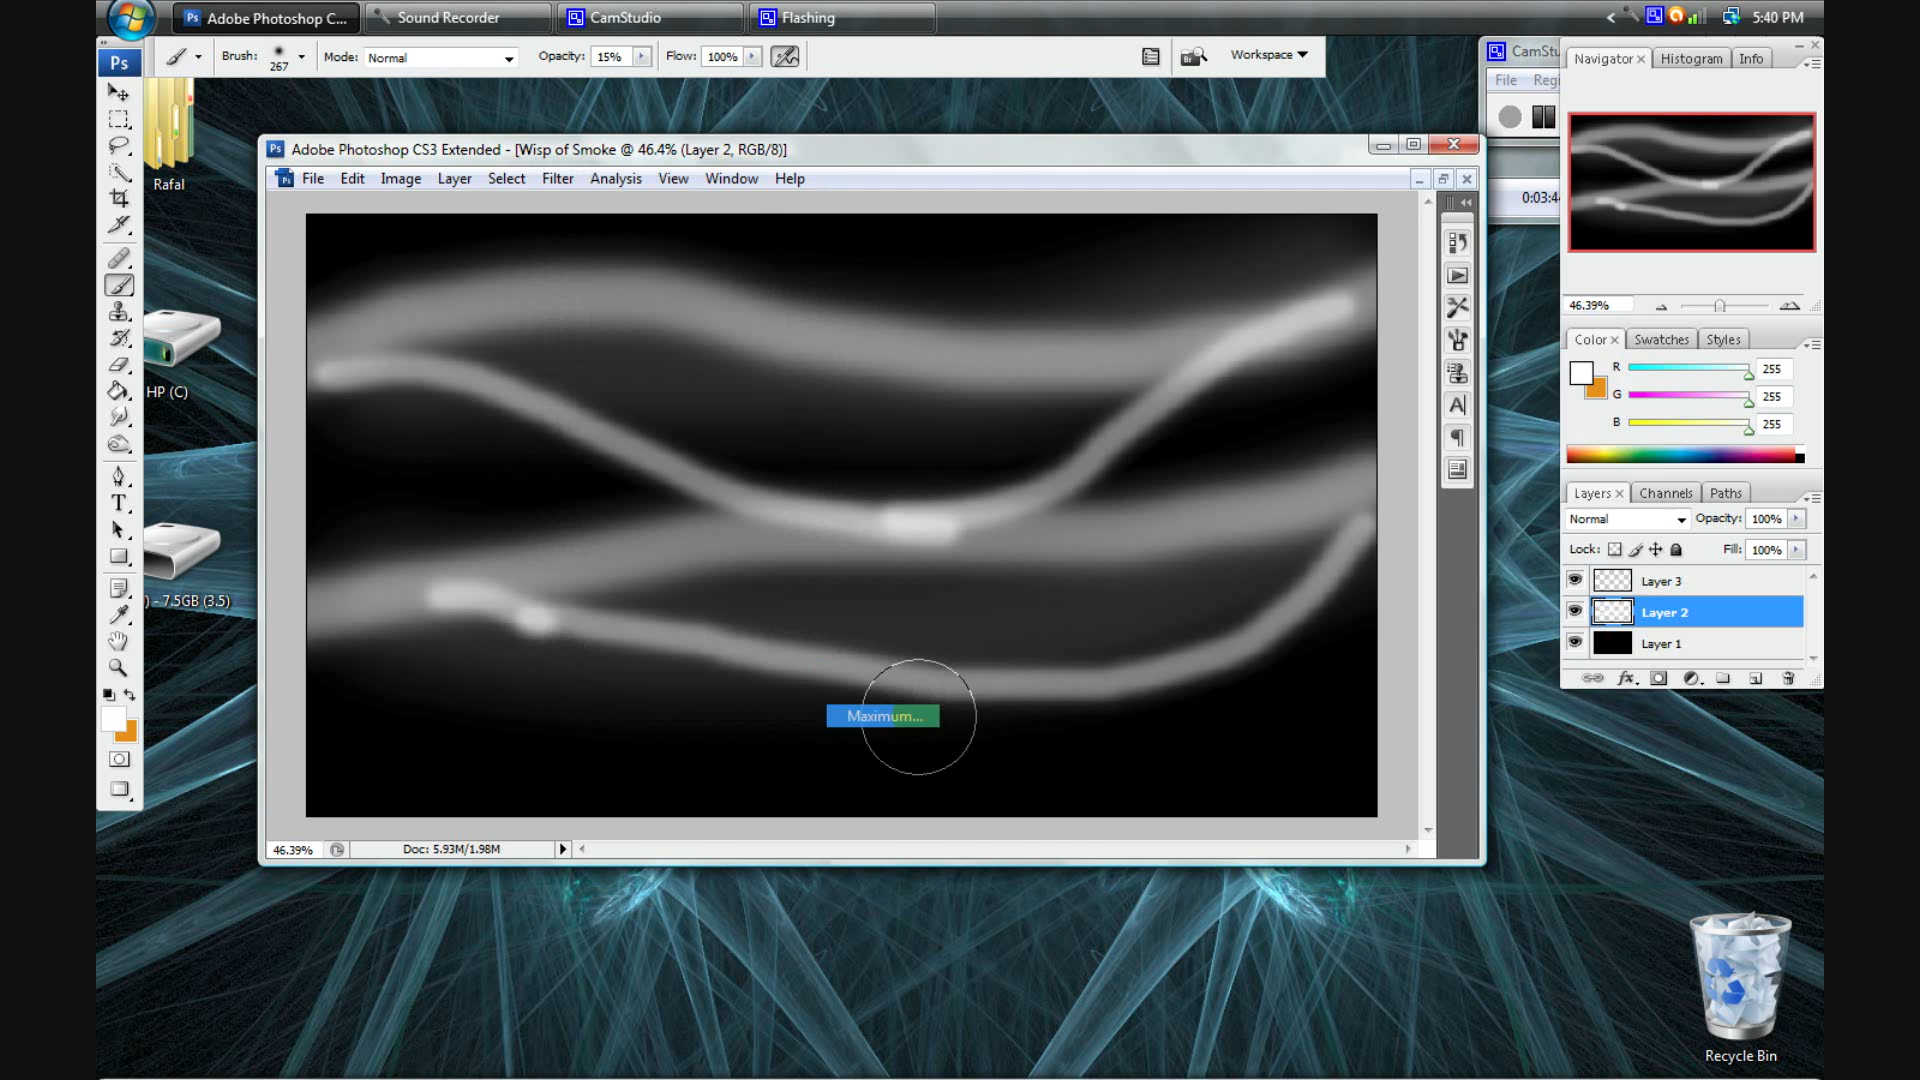 Adobe Photoshop C...
Sound Recorder
CamStudio
Flashing
5:40 PM
Ps
Brush: 267
Mode: Normal
Opacity: 15%
Flow: 100%
Workspace
CamStu
File Regi
0:03:4
Navigator Histogram Info
46.39%
Color Swatches Styles
R 255
G 255
B 255
Layers Channels Paths
Normal Opacity: 100%
Lock: Fill: 100%
Layer 3
Layer 2
Layer 1
Rafal
HP (C)
) - 7.5GB (3.5)
Adobe Photoshop CS3 Extended - [Wisp of Smoke @ 46.4% (Layer 2, RGB/8)]
File Edit Image Layer Select Filter Analysis View Window Help
Maximum...
46.39% Doc: 5.93M/1.98M
Recycle Bin